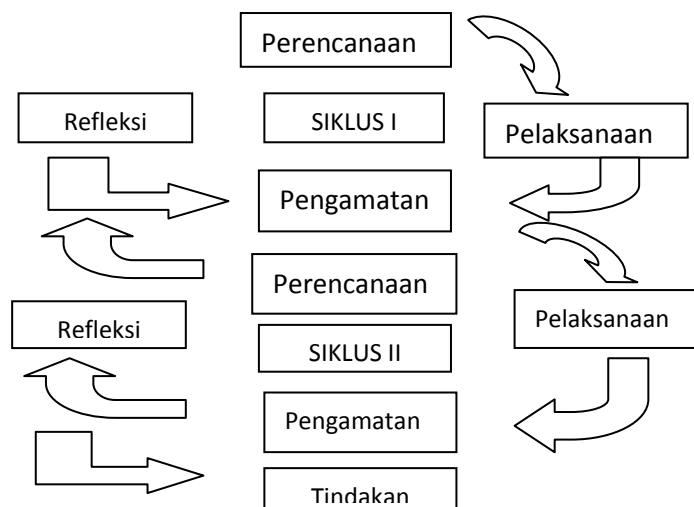 Perencanaan
Refleksi
SIKLUS I
Pelaksanaan
Pengamatan
Perencanaan
Refleksi
Pelaksanaan
SIKLUS II
Pengamatan
Tindakan